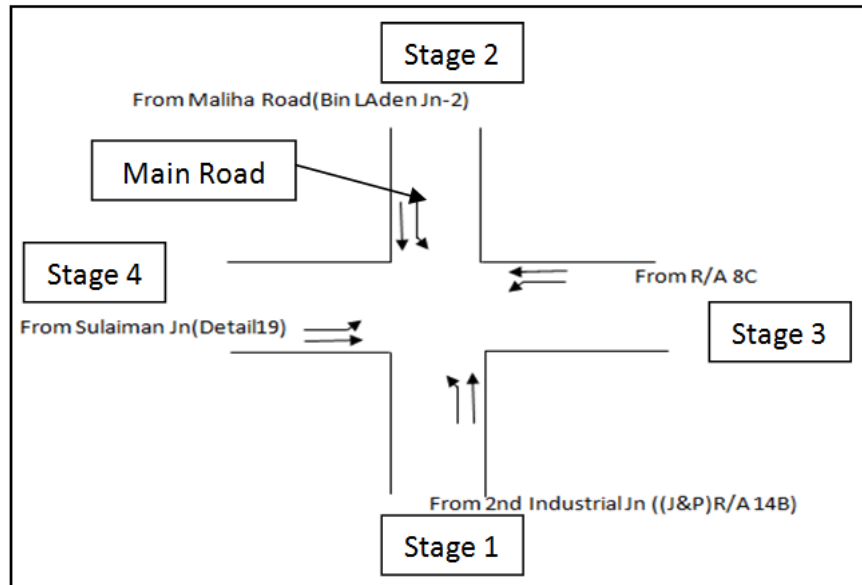 Stage 2
From Maliha Road(Bin LAden Jn-2)
Main Road
Stage 4
From R/A 8C
From Sulaiman Jn(Detail19)
Stage 3
From 2nd Industrial Jn ((J&P)R/A 14B)
Stage 1